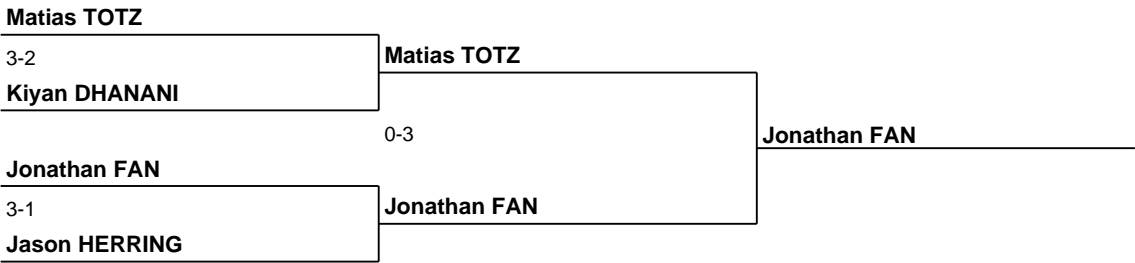 Matias TOTZ
3-2
Matias TOTZ
Kiyan DHANANI
0-3
Jonathan FAN
Jonathan FAN
3-1
Jonathan FAN
Jason HERRING